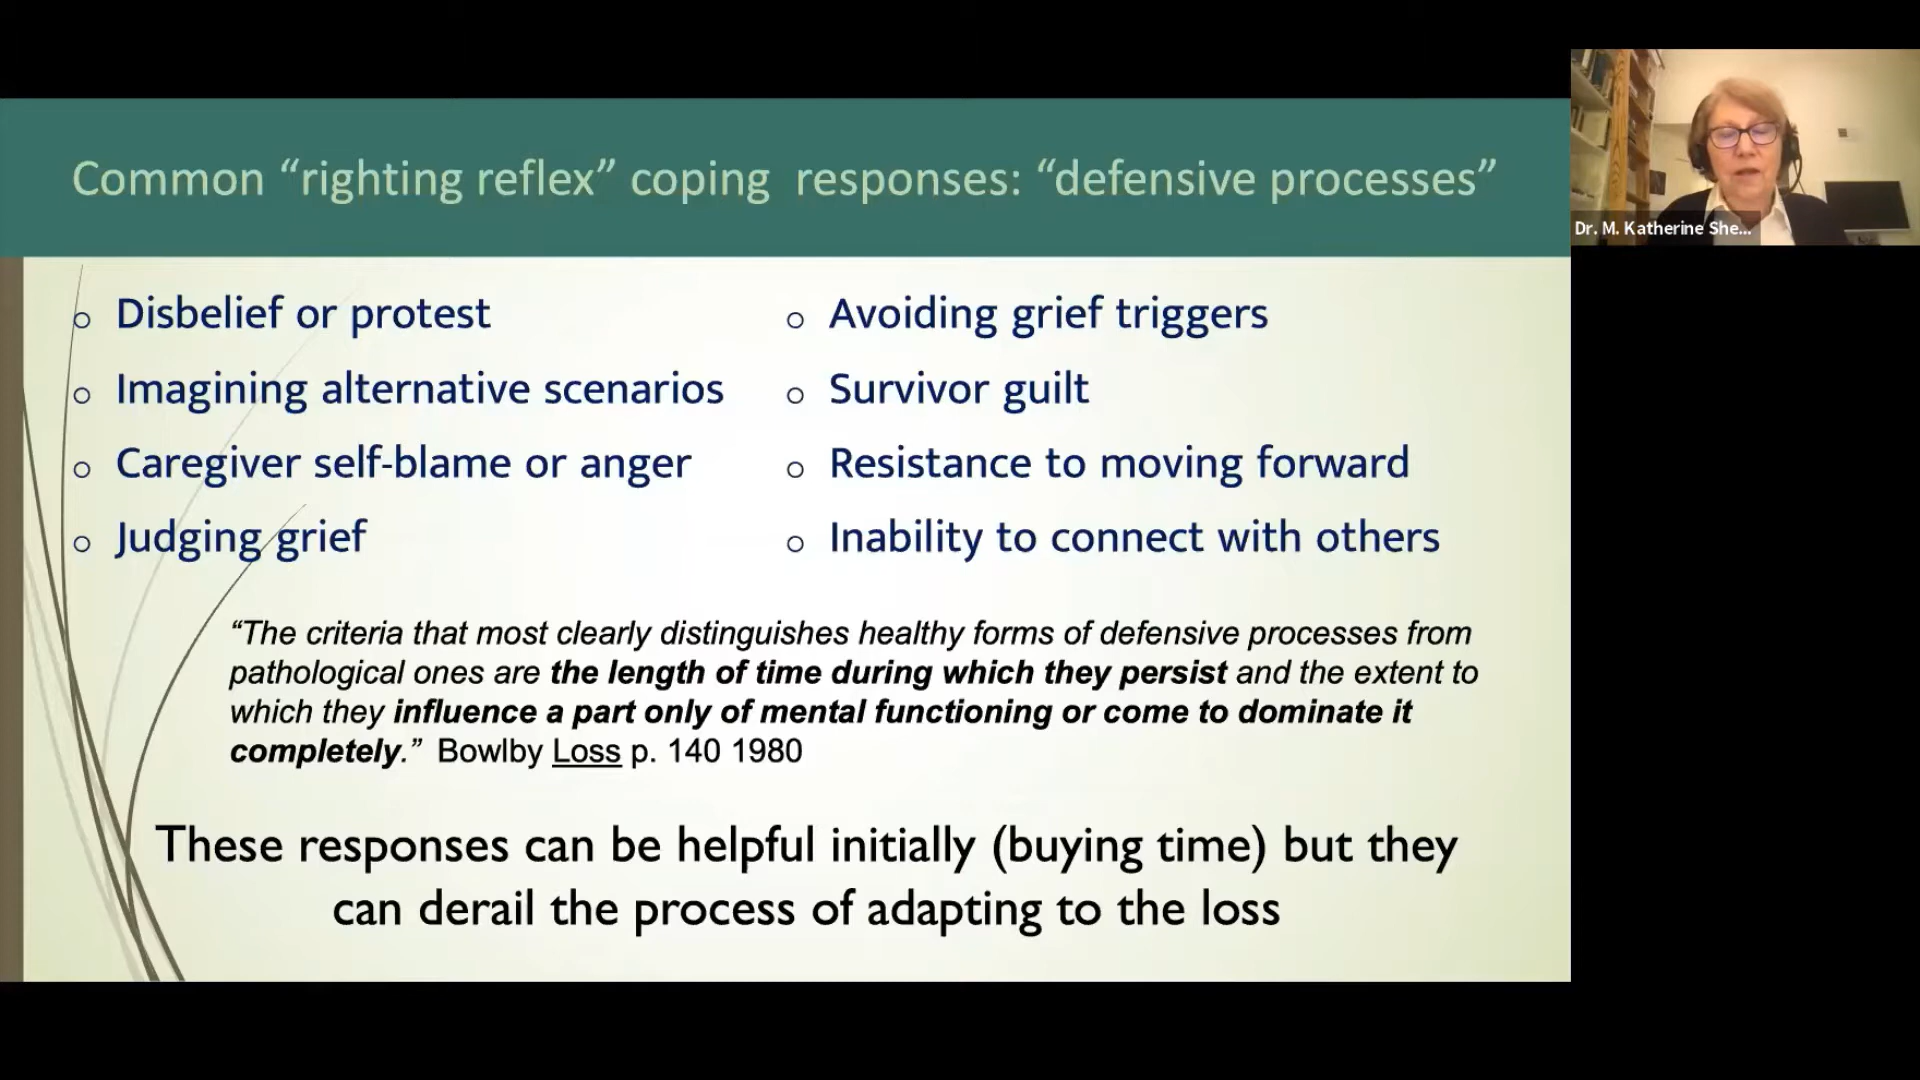 Common “righting reflex” coping responses: “defensive processes”
Dr. M. Katherine She...
o Disbelief or protest
o Imagining alternative scenarios
o Caregiver self-blame or anger
o Judging grief
o Avoiding grief triggers
o Survivor guilt
o Resistance to moving forward
o Inability to connect with others
“The criteria that most clearly distinguishes healthy forms of defensive processes from
pathological ones are the length of time during which they persist and the extent to
which they influence a part only of mental functioning or come to dominate it
completely.” Bowlby Loss p. 140 1980
These responses can be helpful initially (buying time) but they
can derail the process of adapting to the loss